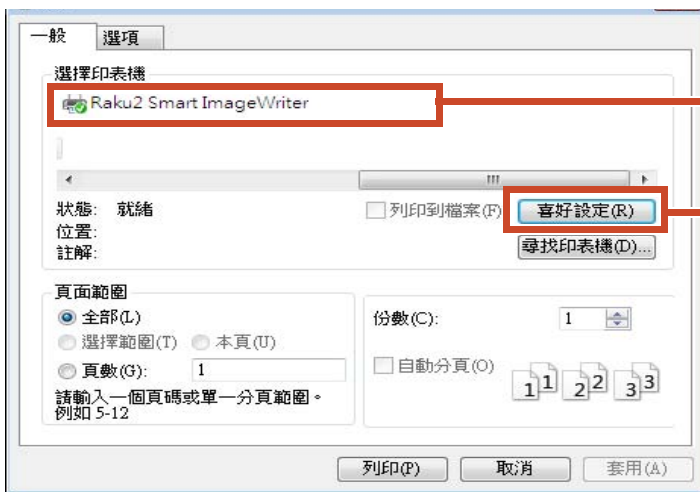 一般
選項
選擇印表機
Raku2 Smart ImageWriter
狀態: 就緒
列印到檔案(F)
喜好設定(R)
位置:
註解:
尋找印表機(D)...
頁面範圍
全部(L)
選擇範圍(T)
本頁(U)
頁數(G): 1
請輸入一個頁碼或單一分頁範圍。
例如 5-12
份數(C): 1
自動分頁(O)
1 1 2 2 3 3
列印(P)
取消
套用(A)